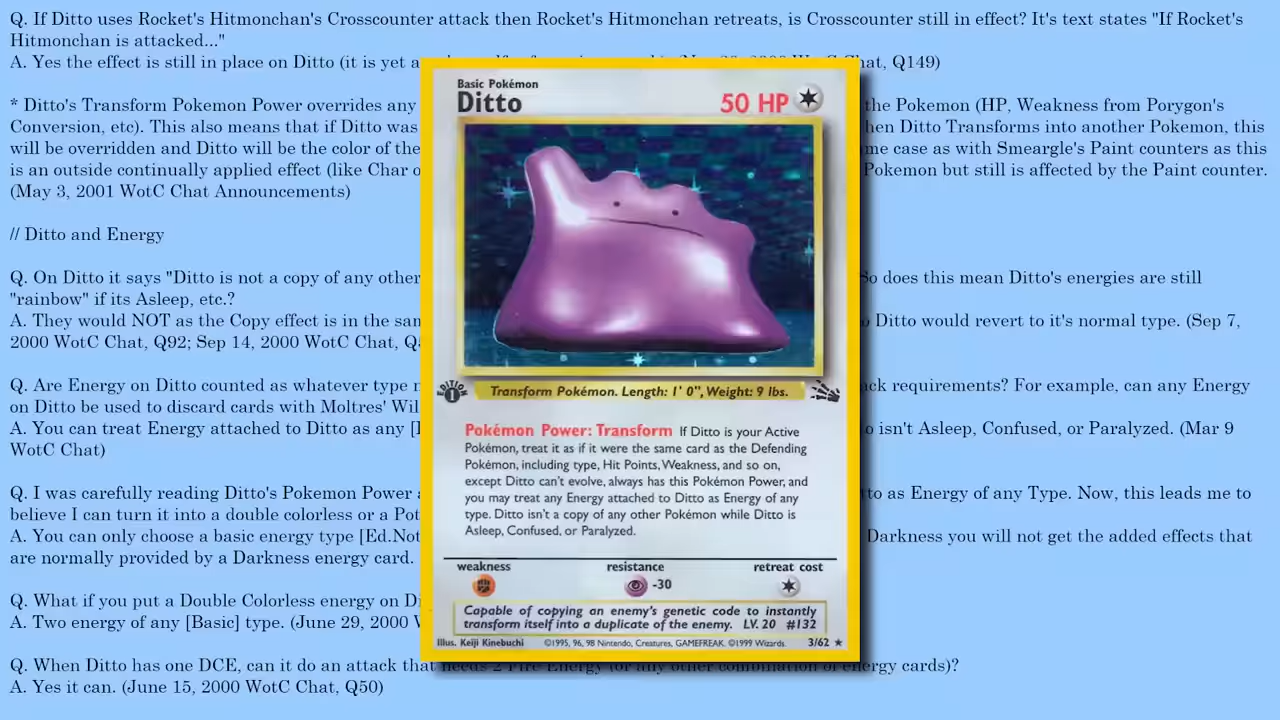 Q. If Ditto uses Rocket's Hitmonchan's Crosscounter attack then Rocket's Hitmonchan retreats, is Crosscounter still in effect? It's text states "If Rocket's
Hitmonchan is attacked..."
A. Yes the effect is still in place on Ditto (it is yet Chat, Q149)
* Ditto's Transform Pokemon Power overrides any the Pokemon (HP, Weakness from Porygon's
Conversion, etc). This also means that if Ditto was Ditto Transforms into another Pokemon, this
will be overridden and Ditto will be the color of the case as with Smeargle's Paint counters as this
is an outside continually applied effect (like Char Pokemon but still is affected by the Paint counter.
(May 3, 2001 WotC Chat Announcements)
// Ditto and Energy
Q. On Ditto it says "Ditto is not a copy of any other So does this mean Ditto's energies are still
"rainbow" if its Asleep, etc.?
A. They would NOT as the Copy effect is in the Ditto would revert to it's normal type. (Sep 7,
2000 WotC Chat, Q92; Sep 14, 2000 WotC Chat,
Q. Are Energy on Ditto counted as whatever type requirements? For example, can any Energy
on Ditto be used to discard cards with Moltres'
A. You can treat Energy attached to Ditto as any isn't Asleep, Confused, or Paralyzed. (Mar 9
WotC Chat)
Q. I was carefully reading Ditto's Pokemon Power as Energy of any Type. Now, this leads me to
believe I can turn it into a double colorless or a
A. You can only choose a basic energy type Darkness you will not get the added effects that
are normally provided by a Darkness energy card.
Q. What if you put a Double Colorless energy on
A. Two Energy of any [Basic] type. (June 29, 2000
Q. When Ditto has one DCE, can it do an attack that needs 2 Fire Energy (or any other combination of energy cards)?
A. Yes it can. (June 15, 2000 WotC Chat, Q50)
Basic Pokémon
Ditto 50 HP
EDITION 1
Transform Pokémon. Length: 1' 0", Weight: 9 lbs.
Pokémon Power: Transform If Ditto is your Active
Pokémon, treat it as if it were the same card as the Defending
Pokémon, including type, Hit Points, Weakness, and so on,
except Ditto can't evolve, always has this Pokémon Power, and
you may treat any Energy attached to Ditto as Energy of any
type. Ditto isn't a copy of any other Pokémon while Ditto is
Asleep, Confused, or Paralyzed.
weakness resistance retreat cost
-30
Capable of copying an enemy's genetic code to instantly
transform itself into a duplicate of the enemy. LV. 20 #132
Illus. Keiji Kinebuchi ©1995, 96, 98 Nintendo, Creatures, GAMEFREAK. ©1999 Wizards. 3/62 ★